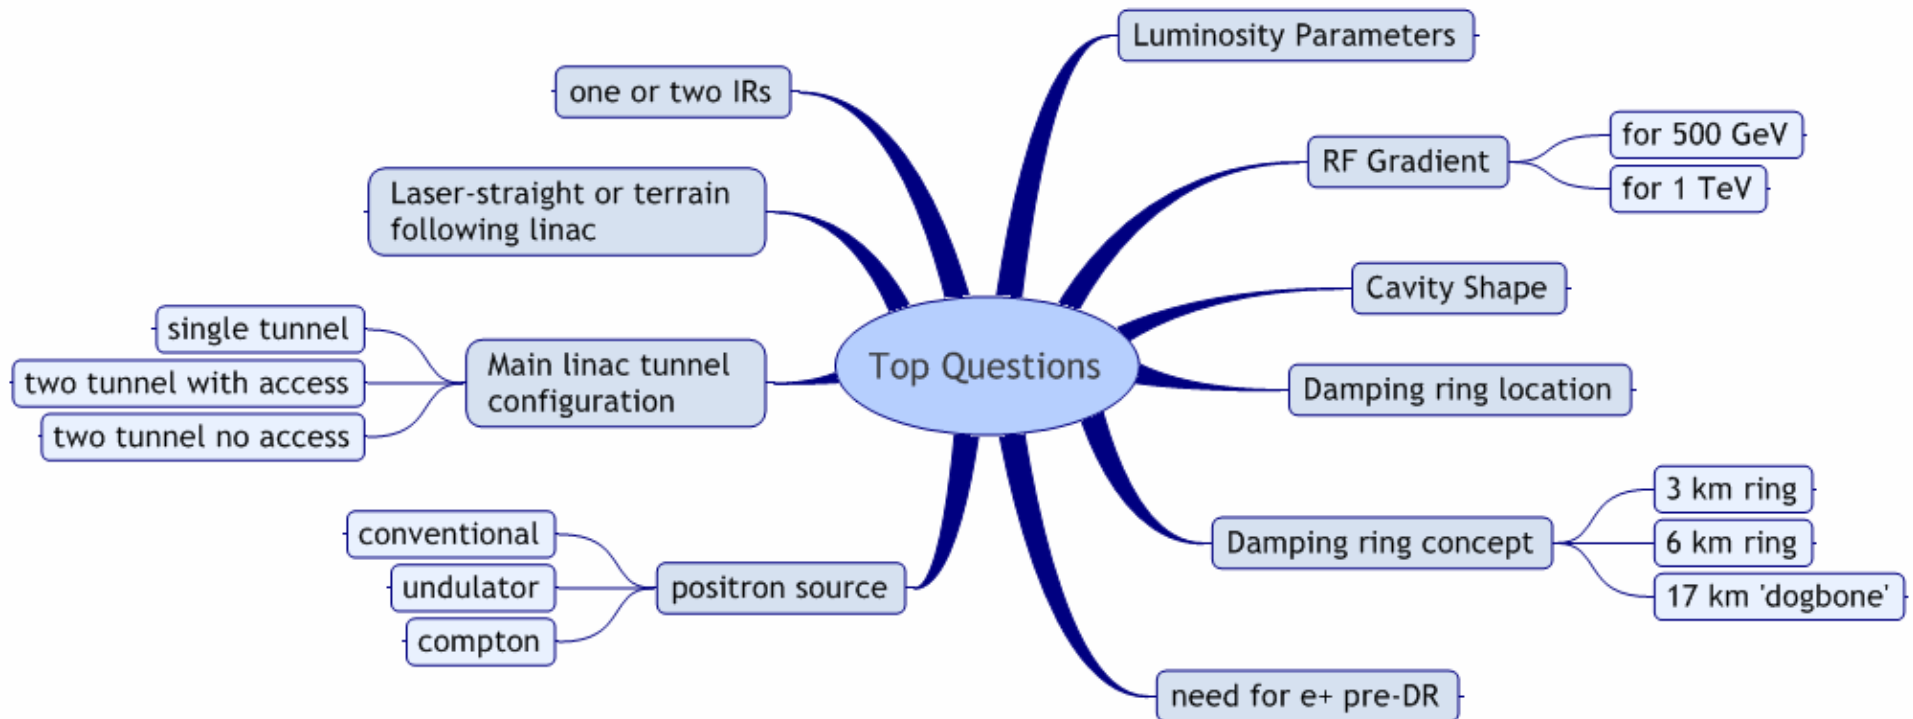 Top Questions
Luminosity Parameters
RF Gradient
for 500 GeV
for 1 TeV
Cavity Shape
Damping ring location
Damping ring concept
3 km ring
6 km ring
17 km 'dogbone'
need for e+ pre-DR
positron source
conventional
undulator
compton
Main linac tunnel
configuration
single tunnel
two tunnel with access
two tunnel no access
Laser-straight or terrain
following linac
one or two IRs